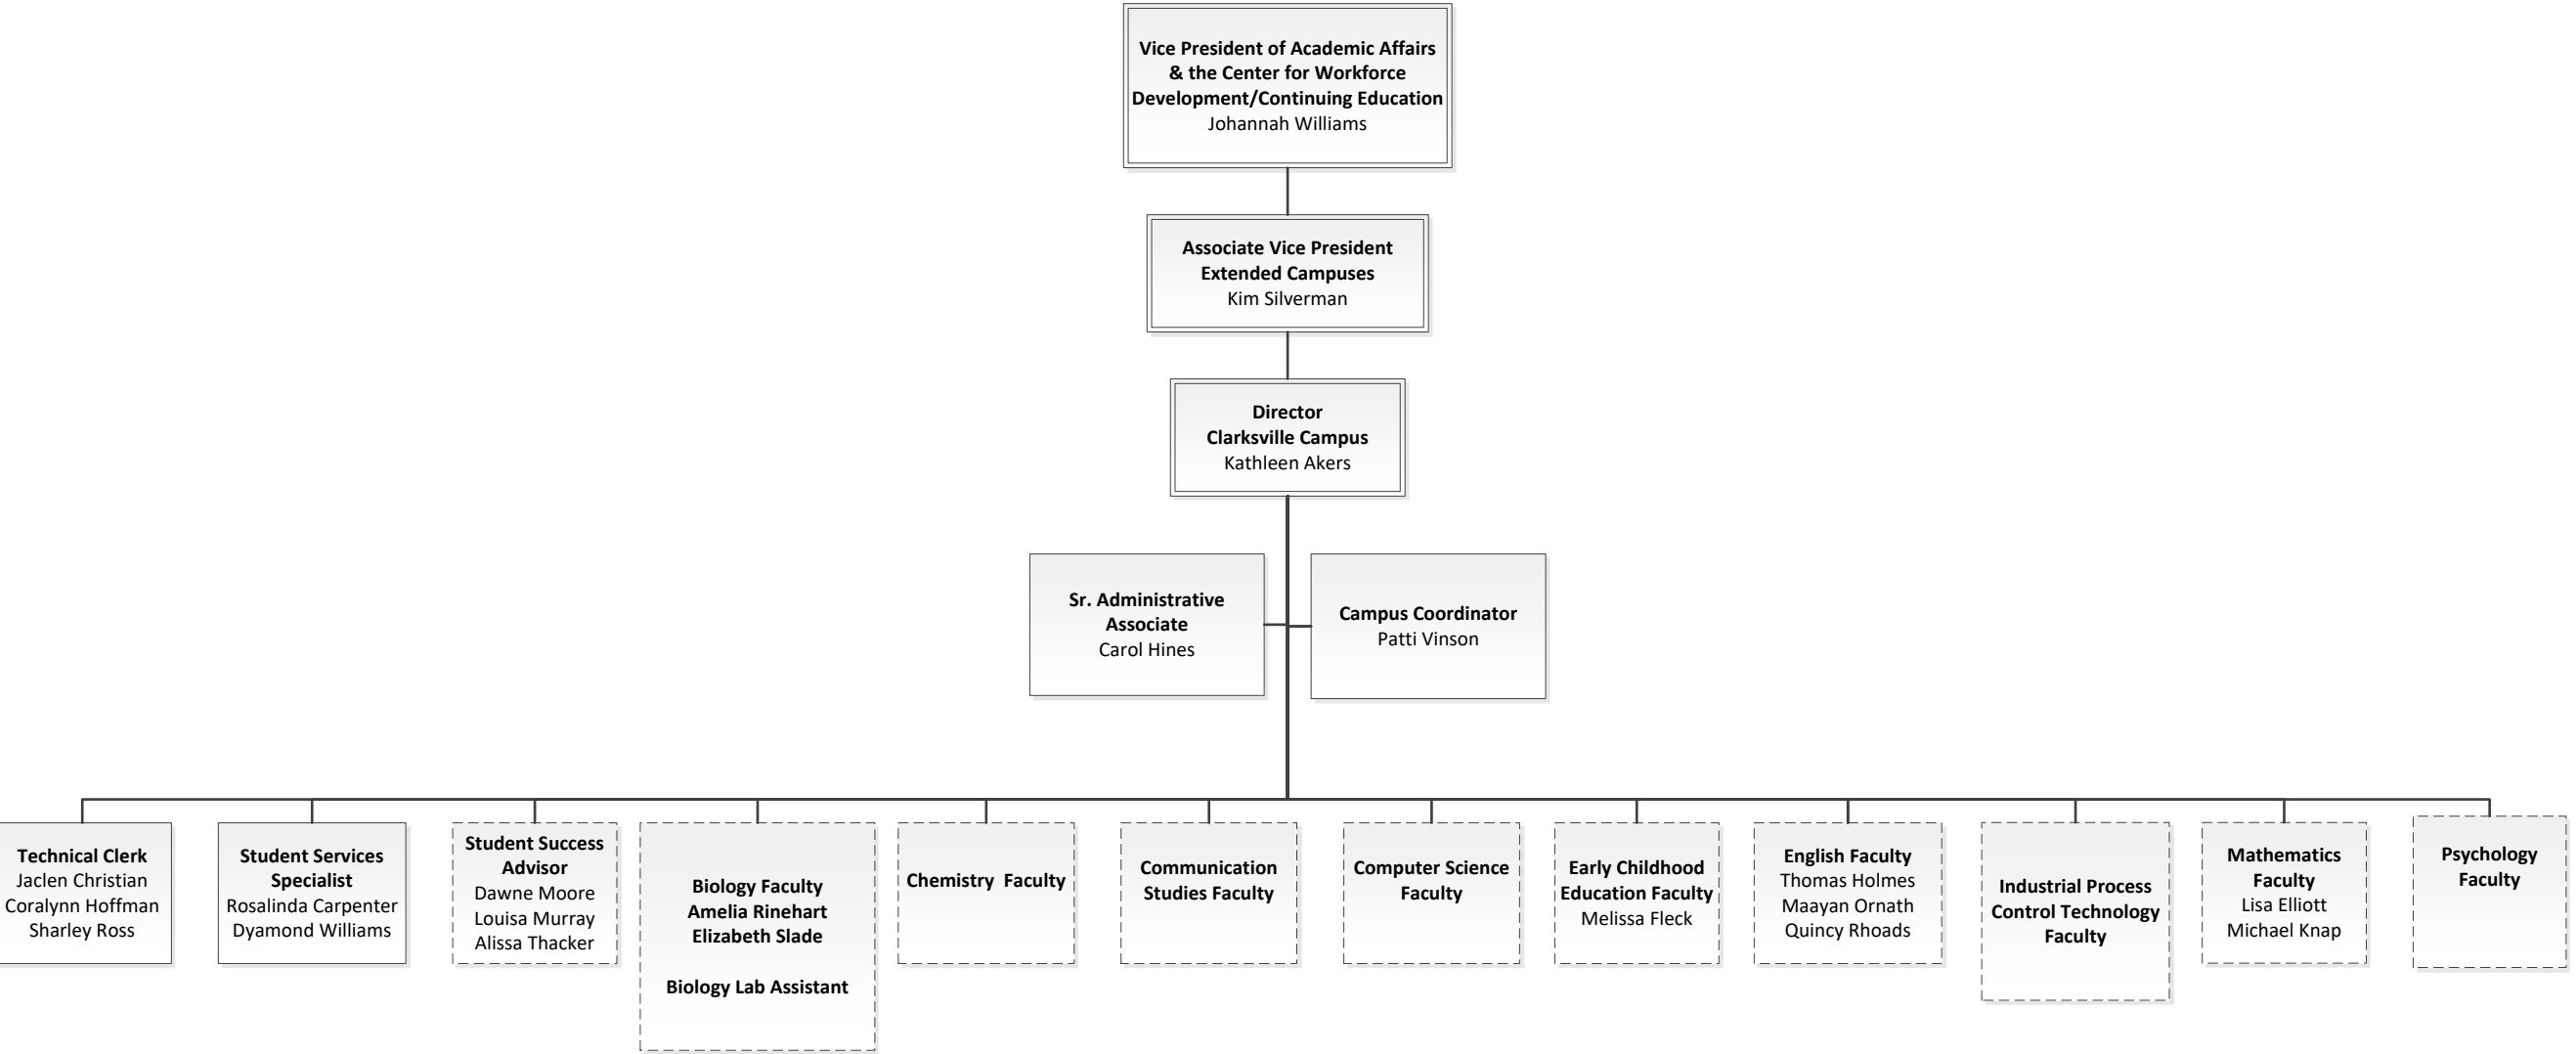 Vice President of Academic Affairs
& the Center for Workforce
Development/Continuing Education
Johannah Williams
Associate Vice President
Extended Campuses
Kim Silverman
Director
Clarksville Campus
Kathleen Akers
Sr. Administrative
Associate
Carol Hines
Campus Coordinator
Patti Vinson
Technical Clerk
Jaclen Christian
Coralynn Hoffman
Sharley Ross
Student Services
Specialist
Rosalinda Carpenter
Dyamond Williams
Student Success
Advisor
Dawne Moore
Louisa Murray
Alissa Thacker
Biology Faculty
Amelia Rinehart
Elizabeth Slade
Biology Lab Assistant
Chemistry Faculty
Communication
Studies Faculty
Computer Science
Faculty
Early Childhood
Education Faculty
Melissa Fleck
English Faculty
Thomas Holmes
Maayan Ornath
Quincy Rhoads
Industrial Process
Control Technology
Faculty
Mathematics
Faculty
Lisa Elliott
Michael Knap
Psychology
Faculty